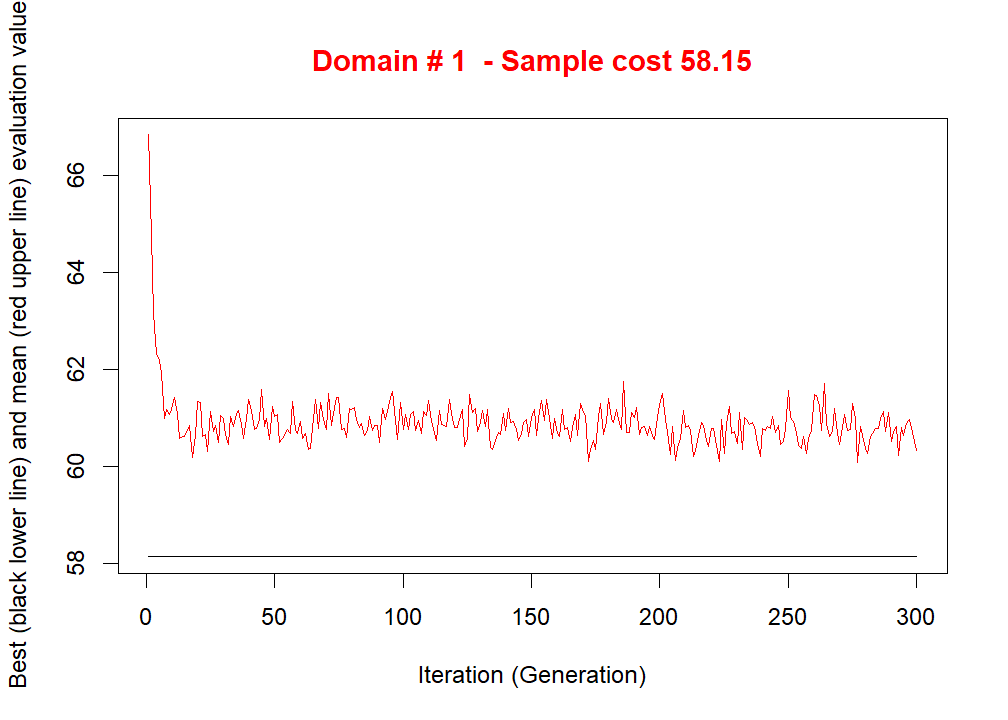 Domain # 1  - Sample cost 58.15
Best (black lower line) and mean (red upper line) evaluation value
66
64
62
60
58
0 50 100 150 200 250 300
Iteration (Generation)